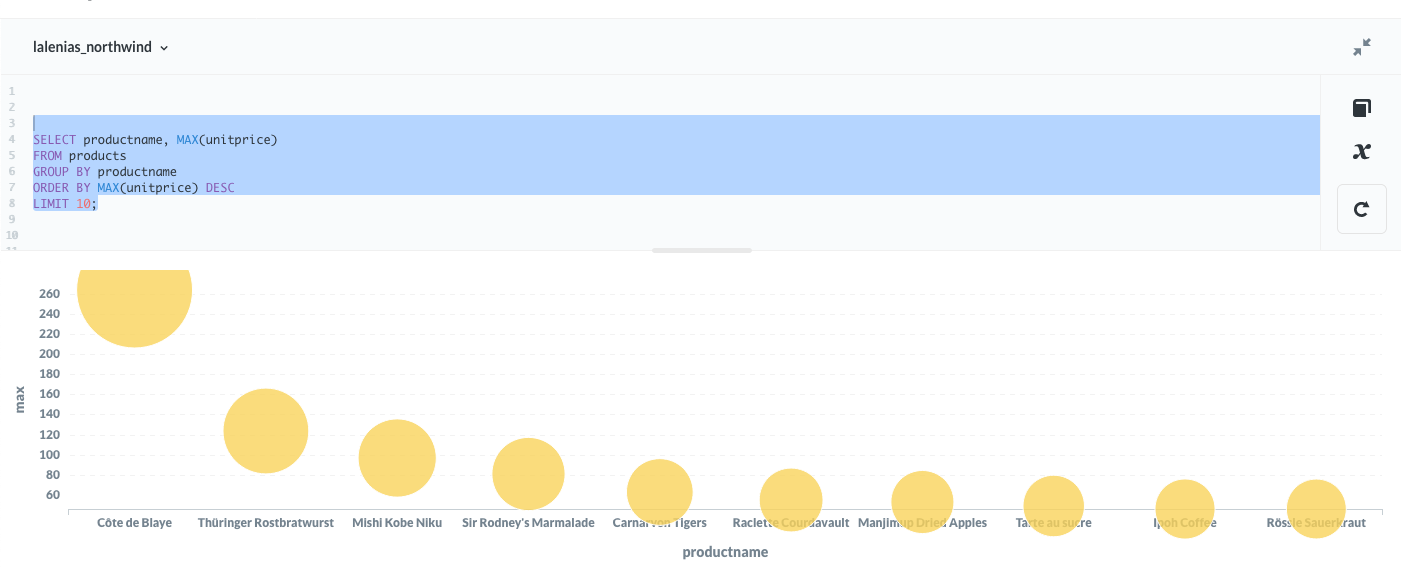 lalenias_northwind
1
2
3
4 SELECT productname, MAX(unitprice)
5 FROM products
6 GROUP BY productname
7 ORDER BY MAX(unitprice) DESC
8 LIMIT 10;
9
10
x
260
240
220
200
180
160
140
120
100
80
60
max
Côte de Blaye Thüringer Rostbratwurst Mishi Kobe Niku Sir Rodney's Marmalade Carnarvon Tigers Raclette Courdavault Manjimup Dried Apples Tarte au sucre Ipoh Coffee Rössle Sauerkraut
productname